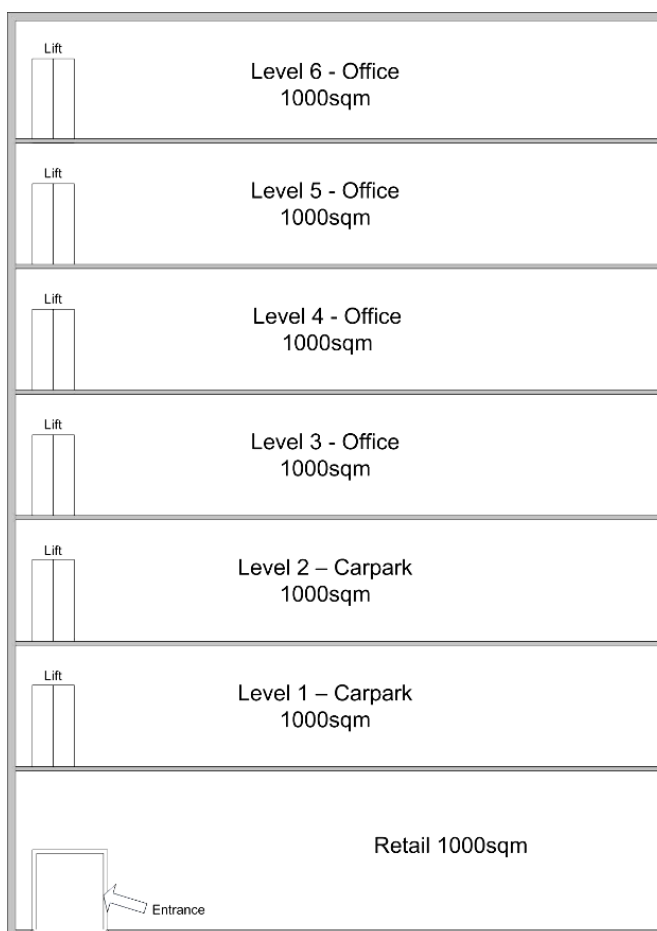 Lift
Level 6 - Office
1000sqm
Lift
Level 5 - Office
1000sqm
Lift
Level 4 - Office
1000sqm
Lift
Level 3 - Office
1000sqm
Lift
Level 2 – Carpark
1000sqm
Lift
Level 1 – Carpark
1000sqm
Retail 1000sqm
Entrance